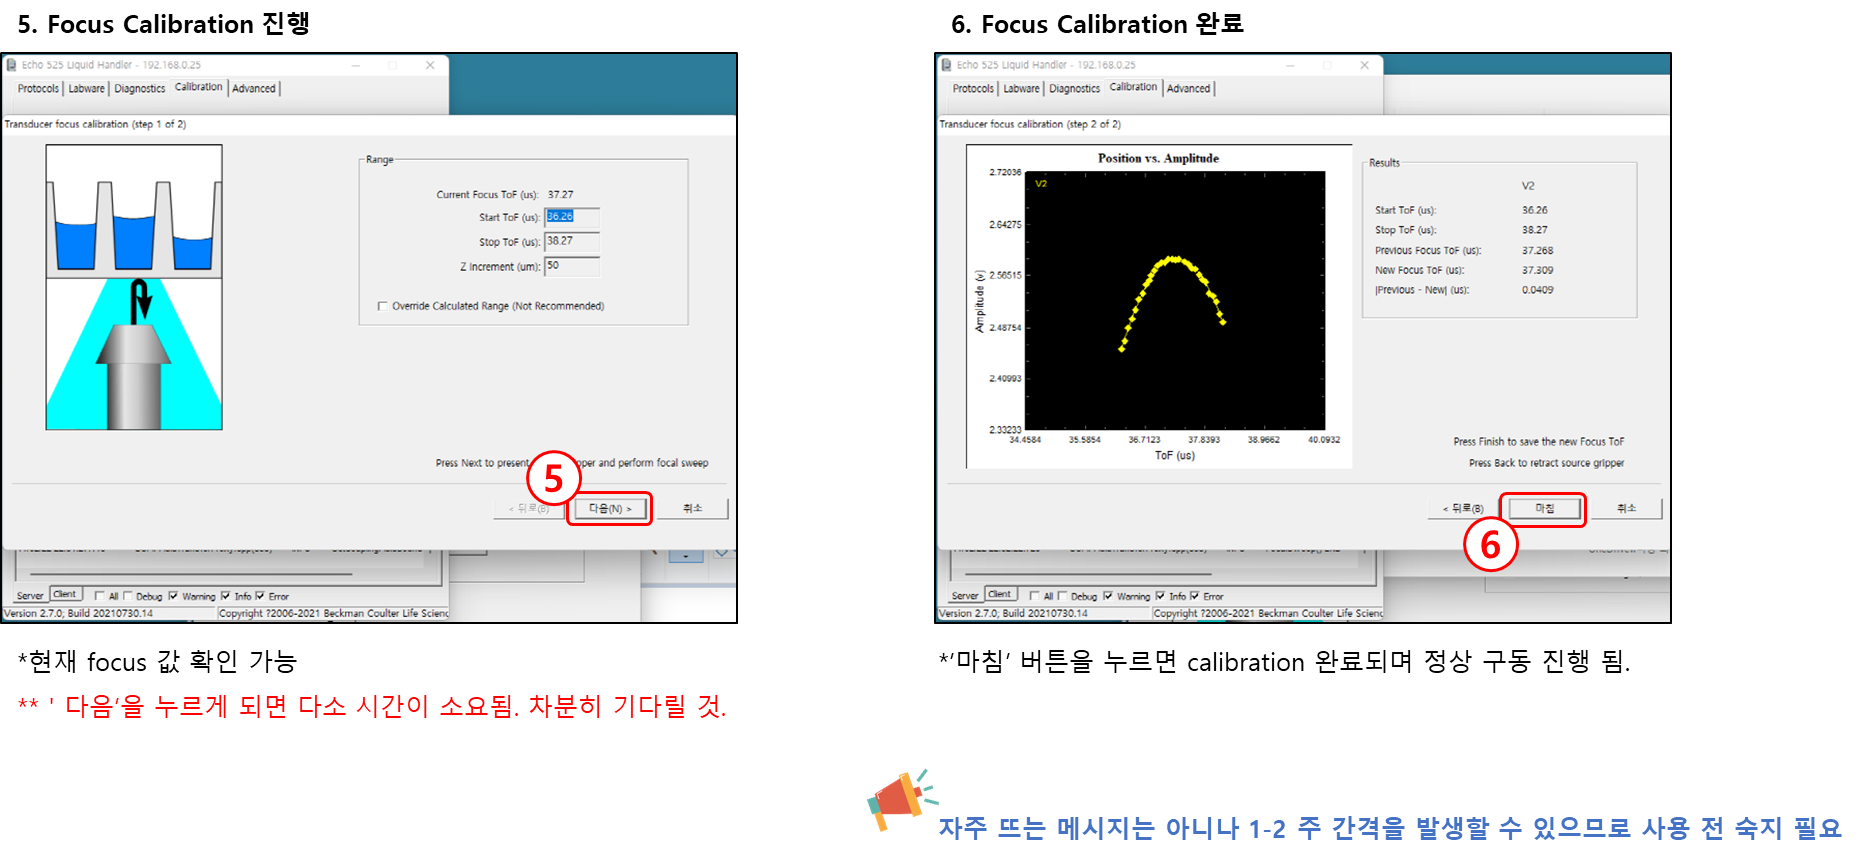 5. Focus Calibration 진행
Echo 525 Liquid Handler - 192.168.0.25
Protocols Labware Diagnostics Calibration Advanced
Transducer focus calibration (step 1 of 2)
Range
Current Focus ToF (us): 37.27
Start ToF (us): 36.26
Stop ToF (us): 38.27
Z Increment (um): 50
Override Calculated Range (Not Recommended)
Press Next to present pper and perform focal sweep
5
< 뒤로(B) 다음(N) > 취소
Server Client All Debug Warning Info Error
Version 2.7.0; Build 20210730.14 Copyright ?2006-2021 Beckman Coulter Life Scienc
*현재 focus 값 확인 가능
** ' 다음'을 누르게 되면 다소 시간이 소요됨. 차분히 기다릴 것.
6. Focus Calibration 완료
Echo 525 Liquid Handler - 192.168.0.25
Protocols Labware Diagnostics Calibration Advanced
Transducer focus calibration (step 2 of 2)
Position vs. Amplitude
V2
Amplitude (v)
2.72036
2.64275
2.56515
2.48754
2.40993
2.33233
34.4584 35.5854 36.7123 37.8393 38.9662 40.0932
ToF (us)
Results
V2
Start ToF (us): 36.26
Stop ToF (us): 38.27
Previous Focus ToF (us): 37.268
New Focus ToF (us): 37.309
|Previous - New| (us): 0.0409
Press Finish to save the new Focus ToF
Press Back to retract source gripper
< 뒤로(B) 마침 취소
6
Server Client All Debug Warning Info Error
Version 2.7.0; Build 20210730.14 Copyright ?2006-2021 Beckman Coulter Life Scienc
*'마침' 버튼을 누르면 calibration 완료되며 정상 구동 진행 됨.
자주 뜨는 메시지는 아니나 1-2 주 간격을 발생할 수 있으므로 사용 전 숙지 필요